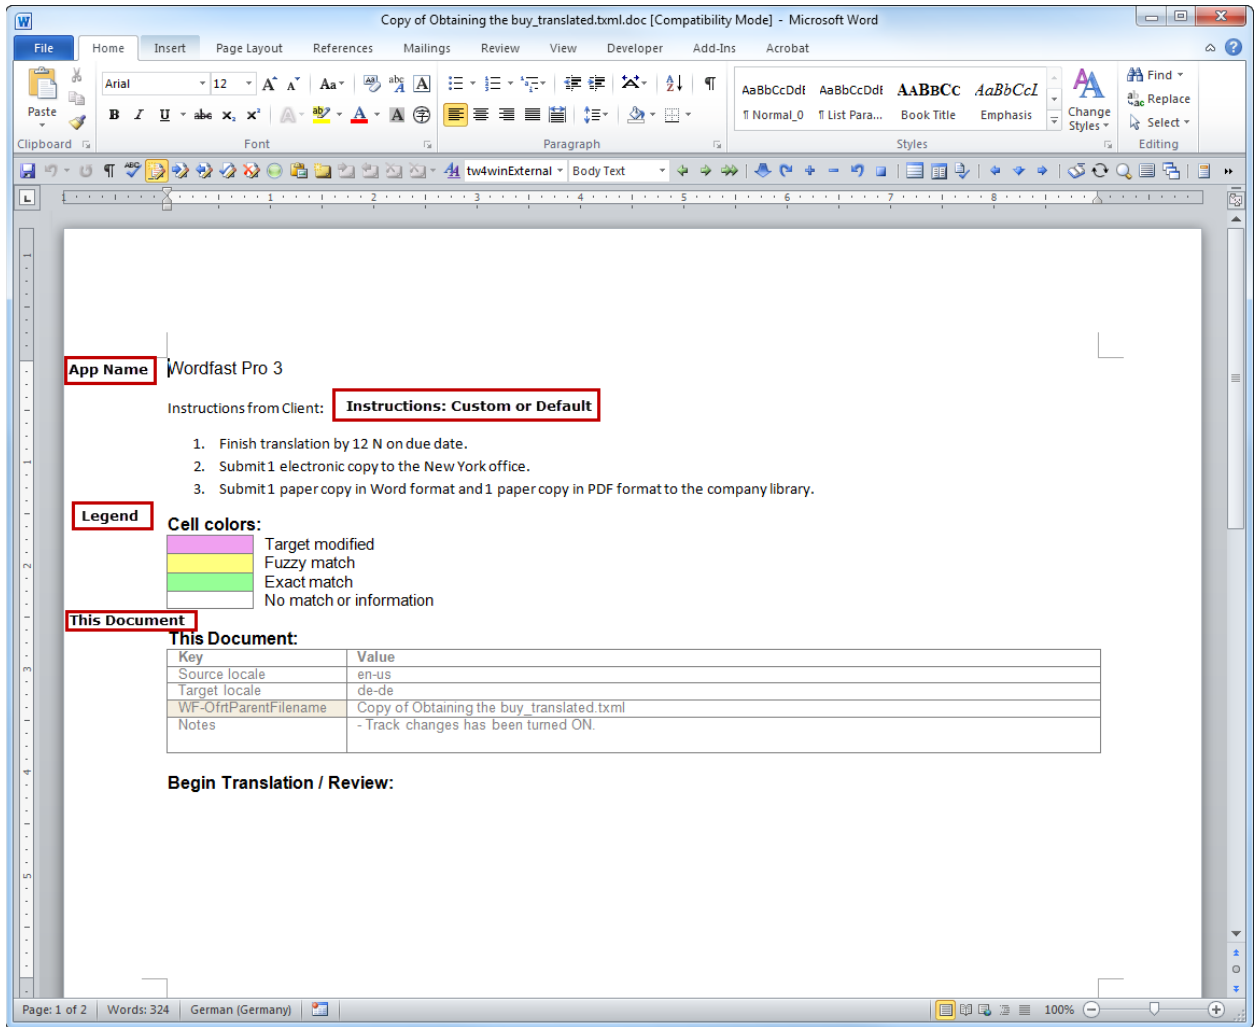 Copy of Obtaining the buy_translated.txml.doc [Compatibility Mode] - Microsoft Word
File Home Insert Page Layout References Mailings Review View Developer Add-Ins Acrobat
Paste
Clipboard
Arial 12
Font
Paragraph
AaBbCcDdI AaBbCcDdI AABBCC AaBbCcI
¶ Normal_0 ¶ List Para... Book Title Emphasis
Change Styles
Styles
Find
Replace
Select
Editing
tw4winExternal Body Text
App Name Wordfast Pro 3
Instructions from Client: Instructions: Custom or Default
1. Finish translation by 12 N on due date.
2. Submit 1 electronic copy to the New York office.
3. Submit 1 paper copy in Word format and 1 paper copy in PDF format to the company library.
Legend
Cell colors:
Target modified
Fuzzy match
Exact match
No match or information
This Document
This Document:
Key Value
Source locale en-us
Target locale de-de
WF-OfrtParentFilename Copy of Obtaining the buy_translated.txml
Notes - Track changes has been turned ON.
Begin Translation / Review:
Page: 1 of 2 Words: 324 German (Germany) 100%